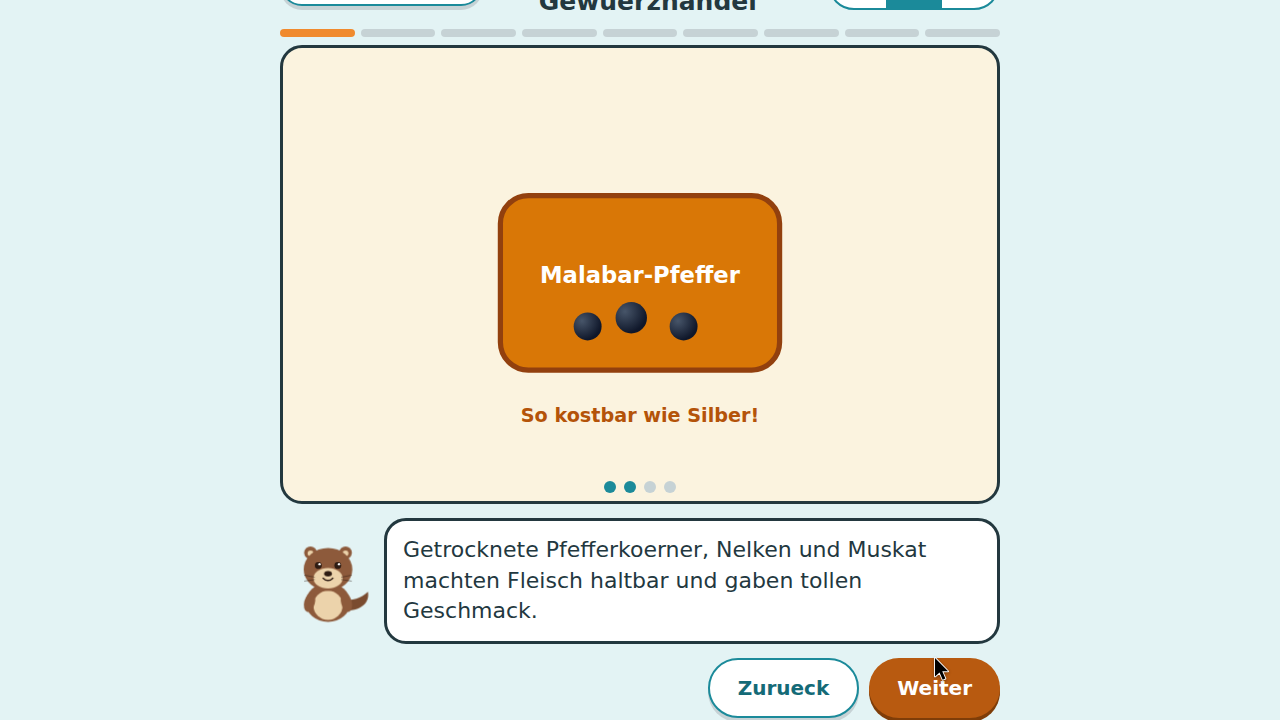 Gewuerzhandel
Malabar-Pfeffer
So kostbar wie Silber!
Getrocknete Pfefferkoerner, Nelken und Muskat
machten Fleisch haltbar und gaben tollen
Geschmack.
Zurueck
Weiter